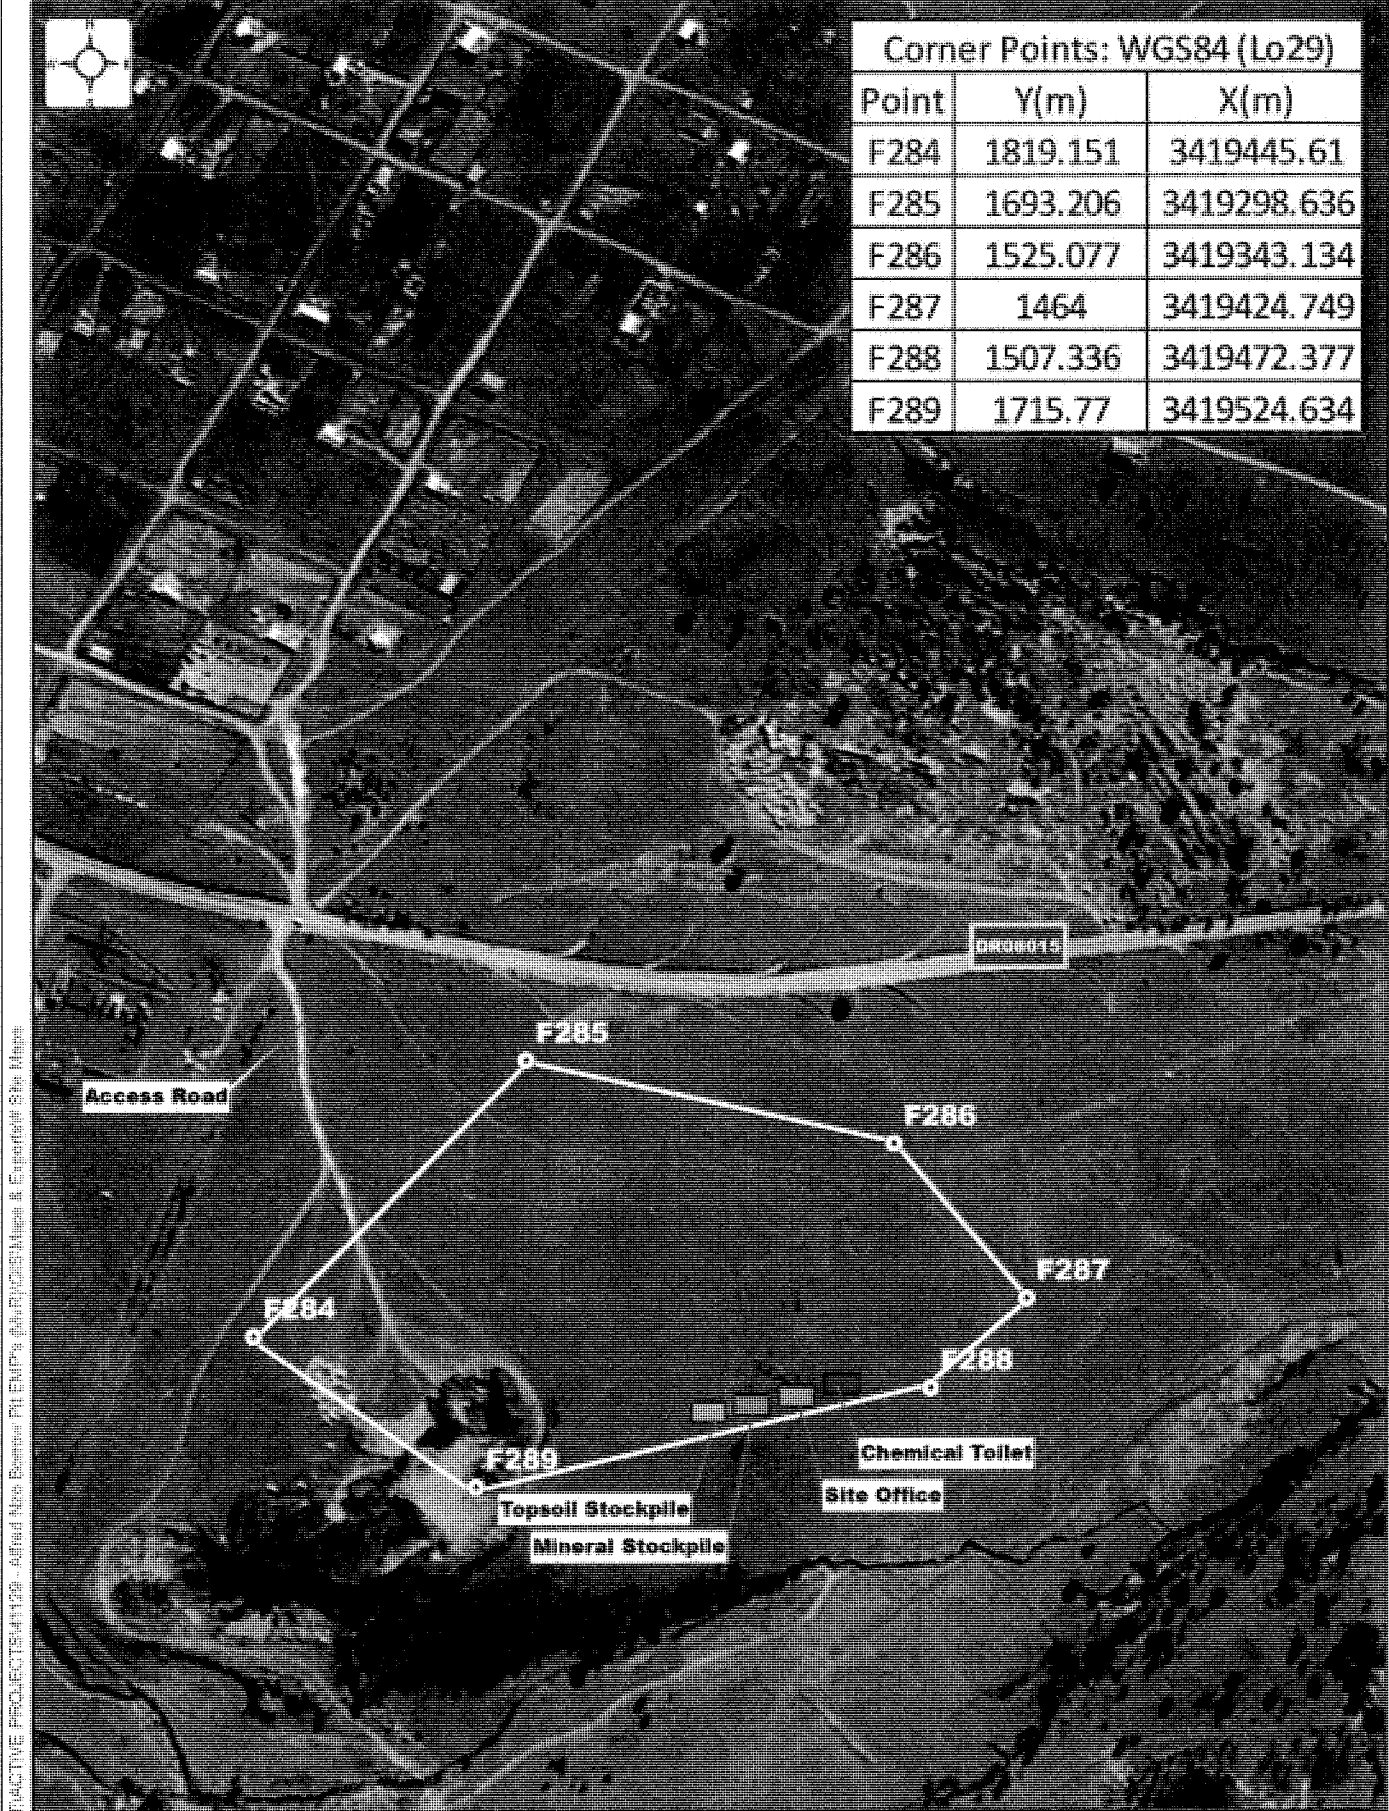 Corner Points: WGS84 (Lo29)
Point Y(m) X(m)
F284 1819.151 3419445.61
F285 1693.206 3419298.636
F286 1525.077 3419343.134
F287 1464 3419424.749
F288 1507.336 3419472.377
F289 1715.77 3419524.634
DR08015
F285
Access Road
F286
F287
F284
F288
F289
Chemical Toilet
Site Office
Topsoil Stockpile
Mineral Stockpile